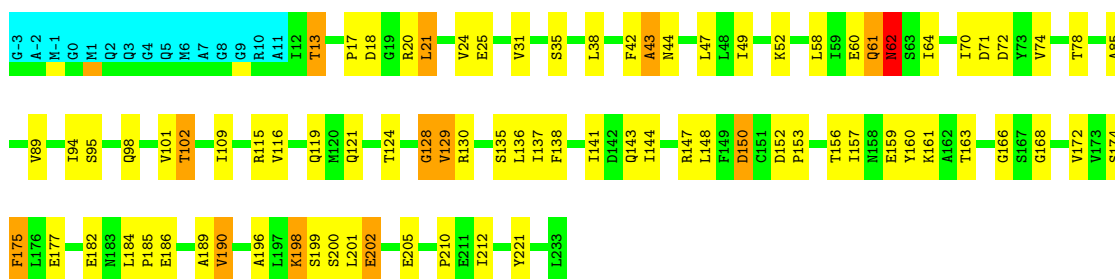 G-3 A-2 M-1 G0 M1 Q2 Q3 G4 Q5 M6 A7 G8 G9 R10 A11 I12 T13 P17 D18 G19 R20 L21 V24 E25 V31 S35 L38 F42 A43 N44 L47 L48 I49 K52 L58 I59 E60 Q61 N62 S63 I64 I70 D71 D72 Y73 V74 T78 A85
V89 I94 S95 Q98 V101 T102 I109 R115 V116 Q119 M120 Q121 T124 G128 V129 R130 S135 L136 I137 F138 I141 D142 Q143 I144 R147 L148 F149 D150 C151 D152 P153 T156 I157 N158 E159 Y160 K161 A162 T163 G166 S167 G168 V172 V173 S174
F175 L176 E177 E182 N183 L184 P185 E186 A189 V190 A196 L197 K198 S199 S200 L201 E202 E205 P210 E211 I212 Y221 L233